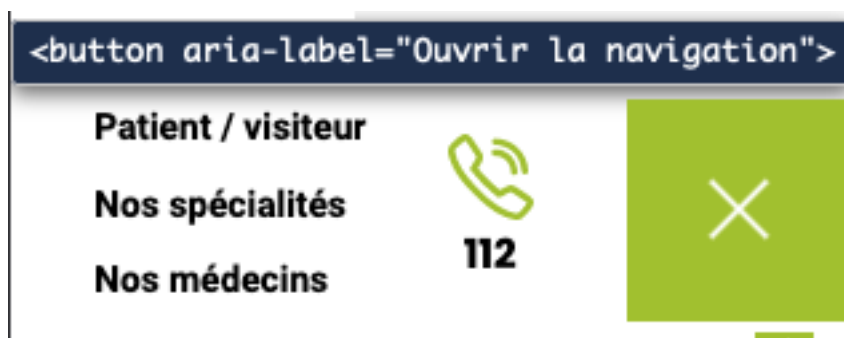 <button aria-label="Ouvrir la navigation">
Patient / visiteur
Nos spécialités
Nos médecins
112